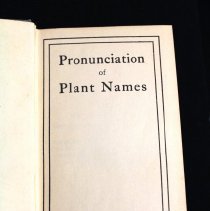 Pronunciation
of
Plant Names